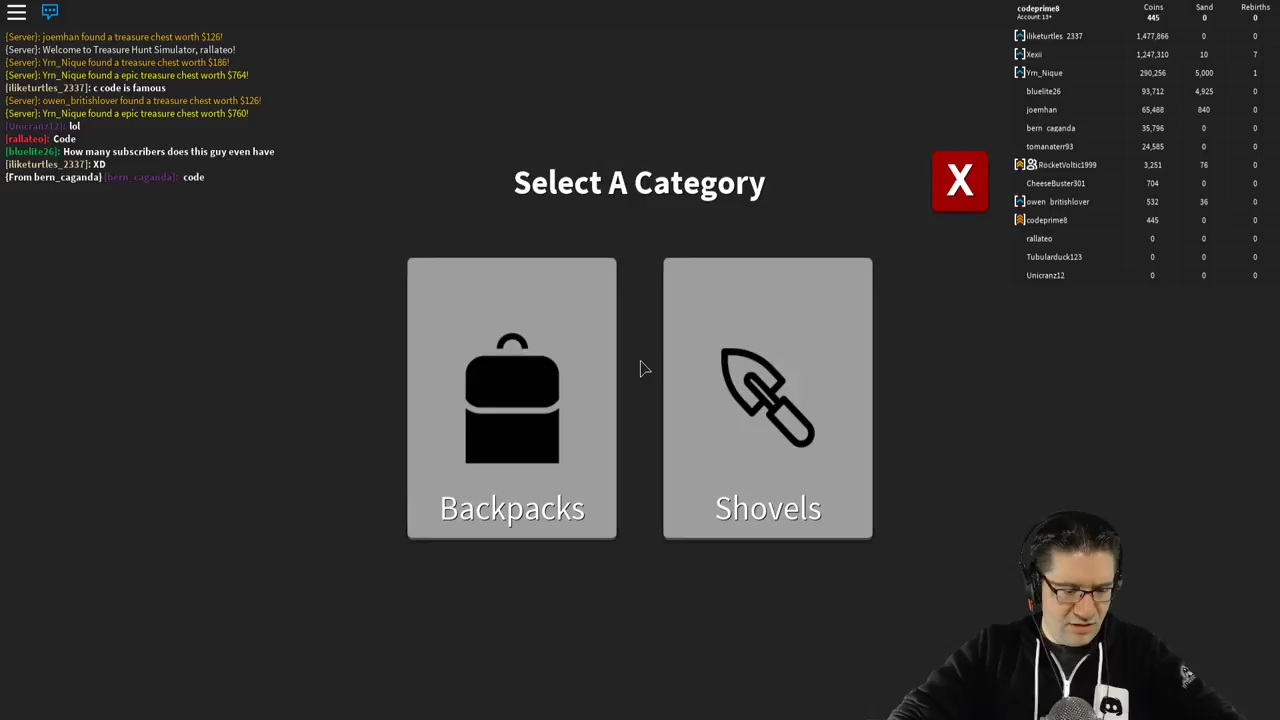 {Server}: joemhan found a treasure chest worth $126!
{Server}: Welcome to Treasure Hunt Simulator, rallateo!
{Server}: Yrn_Nique found a treasure chest worth $186!
{Server}: Yrn_Nique found a epic treasure chest worth $764!
[iliketurtles_2337]: c code is famous
{Server}: owen_britishlover found a treasure chest worth $126!
{Server}: Yrn_Nique found a epic treasure chest worth $760!
[Unicranz12]: lol
[rallateo]: Code
[bluelite26]: How many subscribers does this guy even have
[iliketurtles_2337]: XD
{From bern_caganda} [bern_caganda]: code
Select A Category
X
Backpacks
Shovels
codeprime8
Account: 13+
Coins Sand Rebirths
445 0 0
iliketurtles_2337 1,477,866 0 0
Xexii 1,247,310 10 7
Yrn_Nique 290,256 5,000 1
bluelite26 93,712 4,925 0
joemhan 65,488 840 0
bern_caganda 35,796 0 0
tomanaterr93 24,585 0 0
RocketVoltic1999 3,251 76 0
CheeseBuster301 704 0 0
owen_britishlover 532 36 0
codeprime8 445 0 0
rallateo 0 0 0
Tubularduck123 0 0 0
Unicranz12 0 0 0